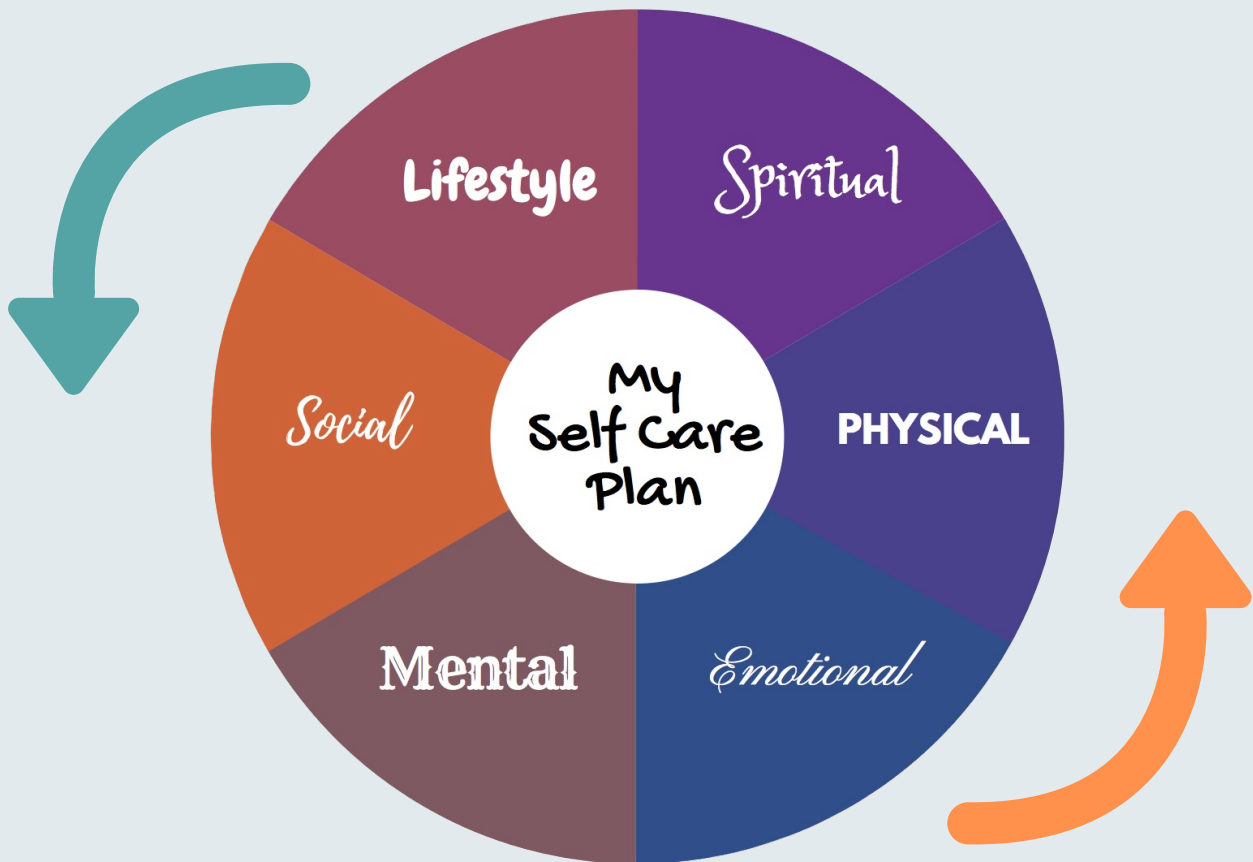 Lifestyle
Spiritual
Social
My
Self Care
Plan
PHYSICAL
Mental
Emotional